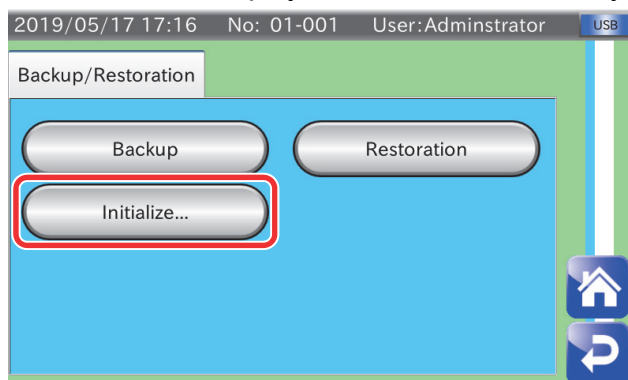 2019/05/17 17:16 No: 01-001 User:Adminstrator USB
Backup/Restoration
Backup Restoration
Initialize...